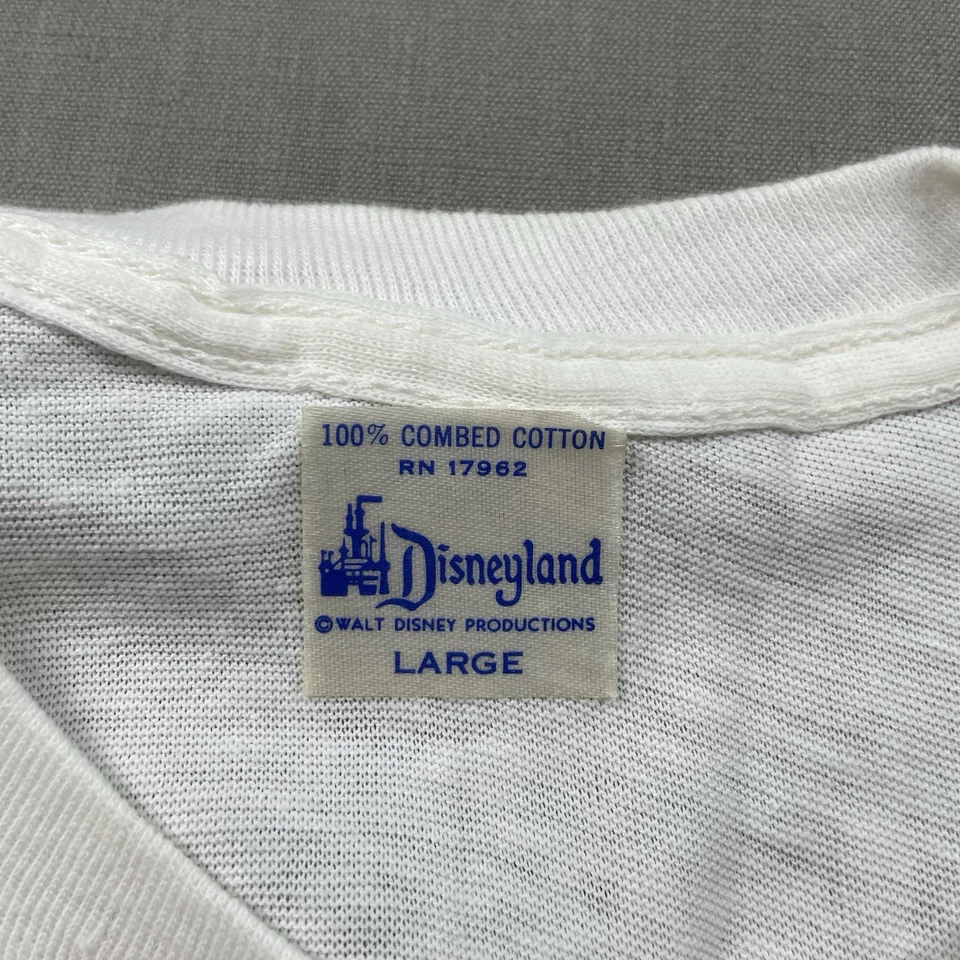 100% COMBED COTTON
RN 17962
Disneyland
©WALT DISNEY PRODUCTIONS
LARGE